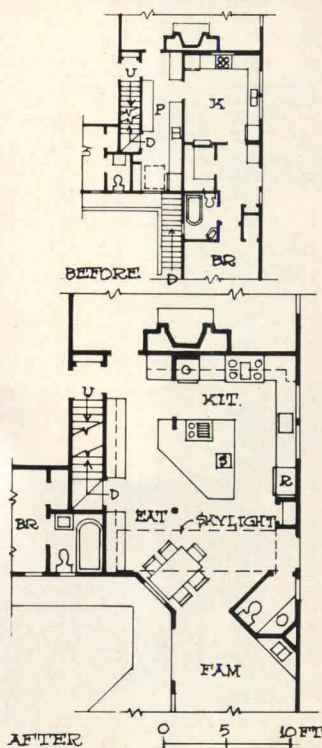 U
P
K
D
BEFORE
D
BR
U
KIT.
D
R
BR
EAT
SKYLIGHT
FAM
AFTER
0 5 10 FT